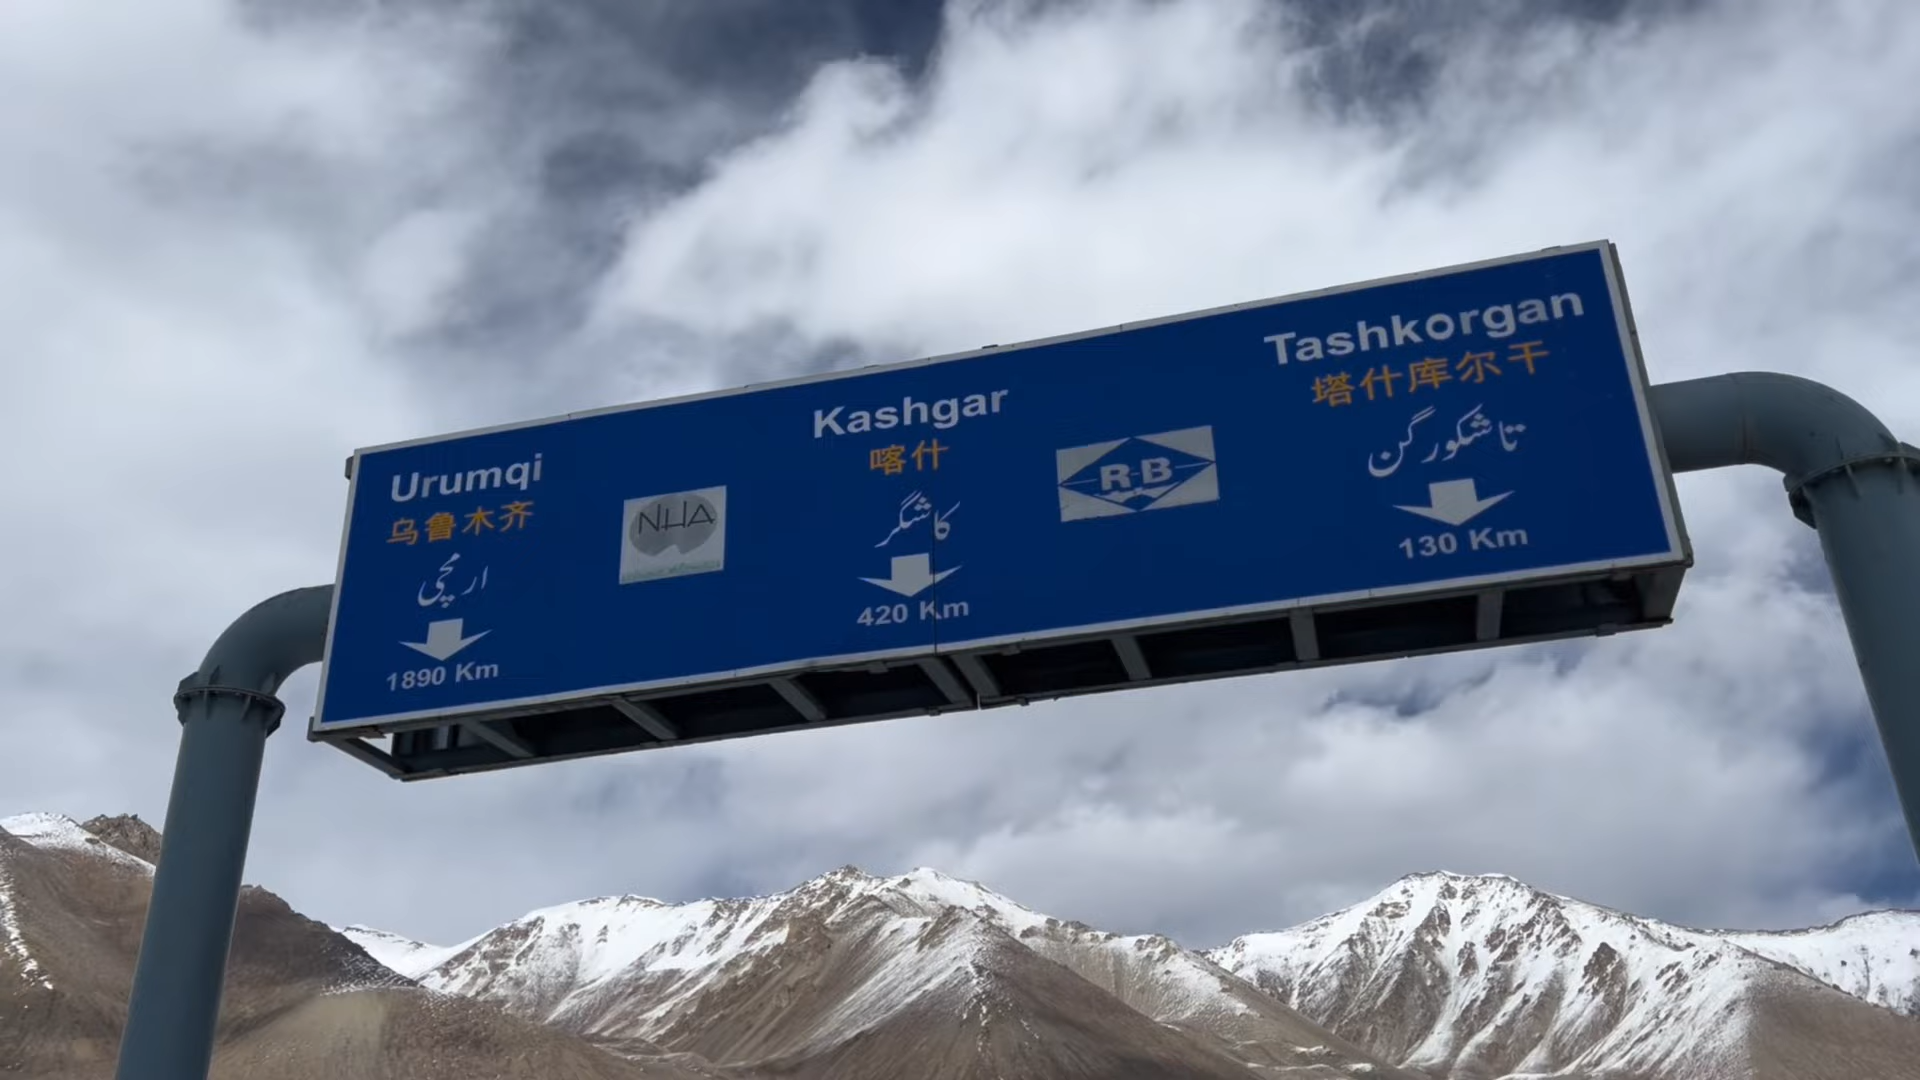 Urumqi
乌鲁木齐
ارمچی
1890 Km
NHA
Kashgar
喀什
کاشگر
420 Km
R-B
Tashkorgan
塔什库尔干
تاشکورگن
130 Km